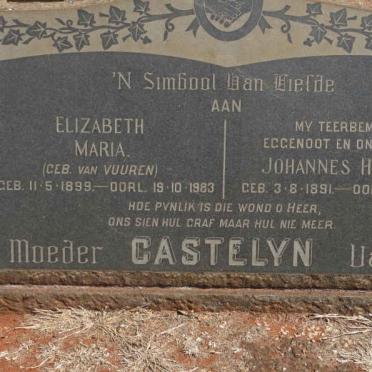 'N Simbool Van Liefde
AAN
ELIZABETH
MARIA.
(GEB. VAN VUUREN)
GEB. 11·5·1899.—OORL. 19·10·1983
MY TEERBEM
EGGENOOT EN ON
JOHANNES H
GEB. 3·8·1891.—OO
HOE PYNLIK IS DIE WOND O HEER,
ONS SIEN HUL GRAF MAAR HUL NIE MEER.
Moeder CASTELYN Va